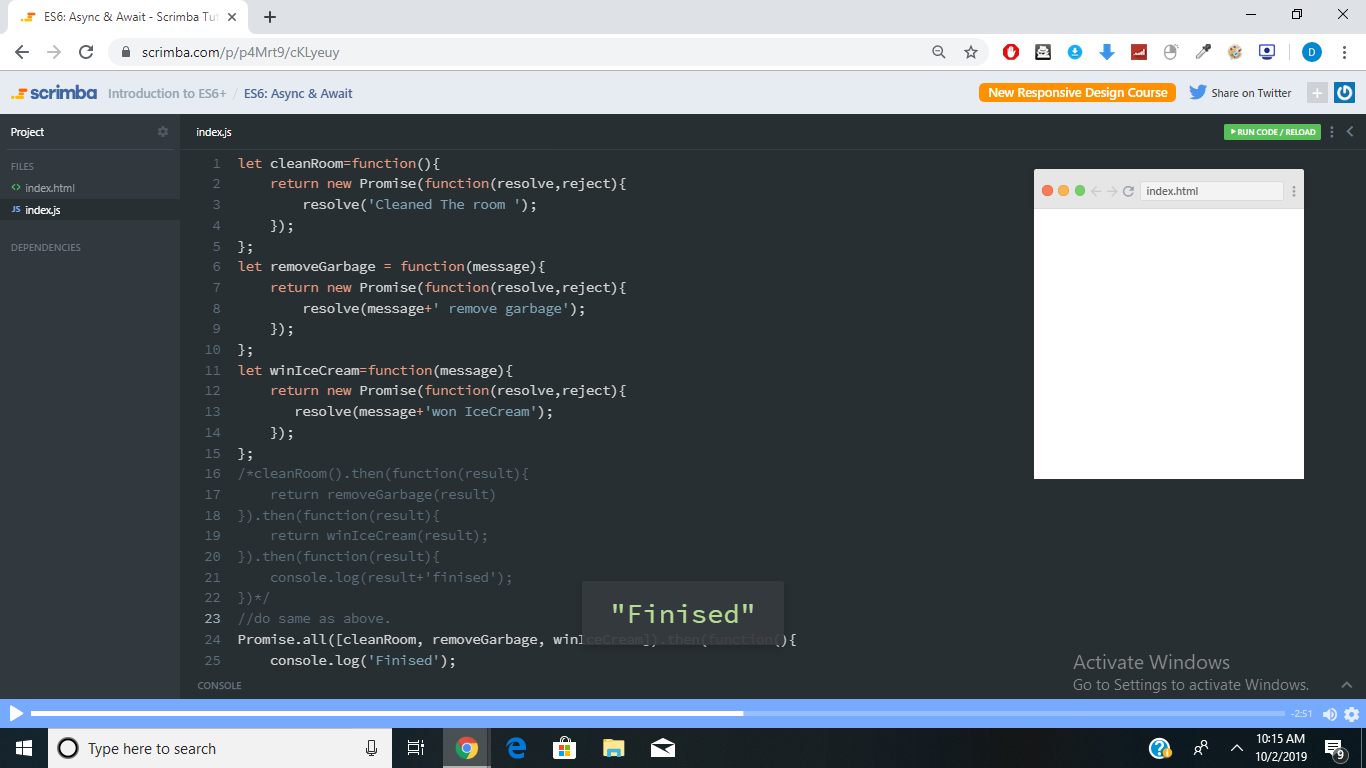 ES6: Async & Await - Scrimba Tut
scrimba.com/p/p4Mrt9/cKLyeuy
D
scrimba
Introduction to ES6+ / ES6: Async & Await
New Responsive Design Course
Share on Twitter
Project
index.js
RUN CODE / RELOAD
FILES
index.html
JS index.js
DEPENDENCIES
1 let cleanRoom=function(){
2 return new Promise(function(resolve,reject){
3 resolve('Cleaned The room ');
4 });
5 };
6 let removeGarbage = function(message){
7 return new Promise(function(resolve,reject){
8 resolve(message+' remove garbage');
9 });
10 };
11 let winIceCream=function(message){
12 return new Promise(function(resolve,reject){
13 resolve(message+'won IceCream');
14 });
15 };
16 /*cleanRoom().then(function(result){
17 return removeGarbage(result)
18 }).then(function(result){
19 return winIceCream(result);
20 }).then(function(result){
21 console.log(result+'finised');
22 })*/
23 //do same as above.
24 Promise.all([cleanRoom, removeGarbage, winIceCream]).then(function(){
25 console.log('Finised');
index.html
"Finised"
CONSOLE
Activate Windows
Go to Settings to activate Windows.
-2:51
Type here to search
10:15 AM
10/2/2019
9